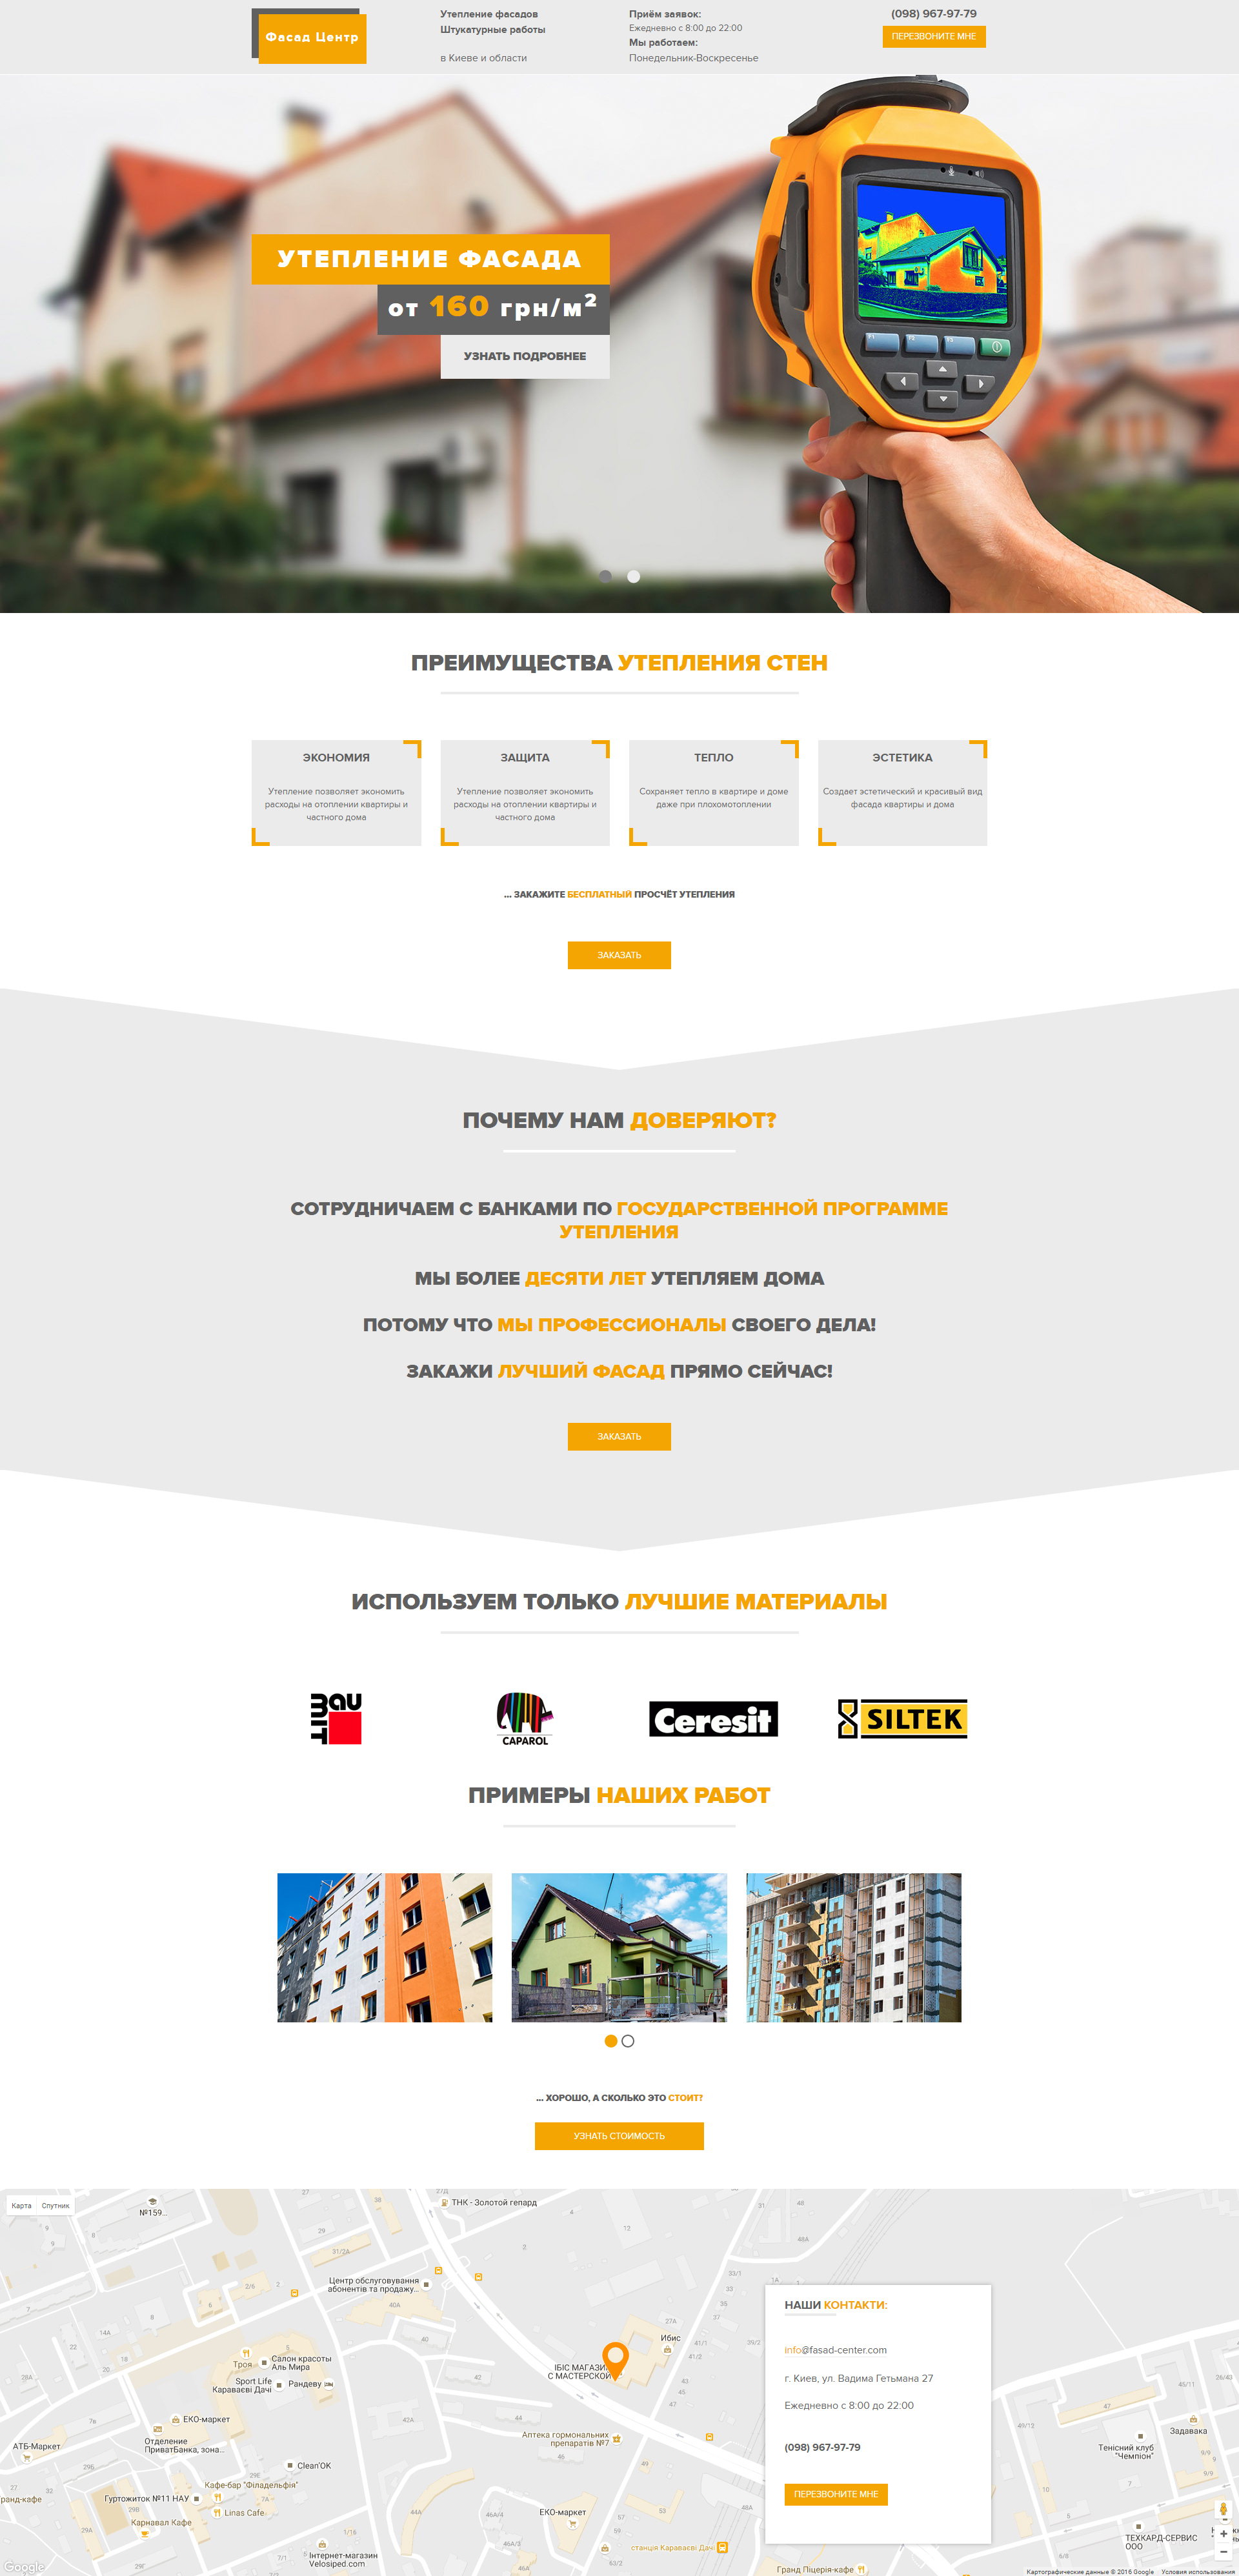 Фасад Центр
Утепление фасадов
Штукатурные работы
в Киеве и области
Приём заявок:
Ежедневно с 8:00 до 22:00
Мы работаем:
Понедельник-Воскресенье
(098) 967-97-79
ПЕРЕЗВОНИТЕ МНЕ
УТЕПЛЕНИЕ ФАСАДА
от 160 грн/м²
УЗНАТЬ ПОДРОБНЕЕ
F1
F2
F3
ПРЕИМУЩЕСТВА УТЕПЛЕНИЯ СТЕН
ЭКОНОМИЯ
Утепление позволяет экономить
расходы на отоплении квартиры и
частного дома
ЗАЩИТА
Утепление позволяет экономить
расходы на отоплении квартиры и
частного дома
ТЕПЛО
Сохраняет тепло в квартире и доме
даже при плохомотоплении
ЭСТЕТИКА
Создает эстетический и красивый вид
фасада квартиры и дома
... ЗАКАЖИТЕ БЕСПЛАТНЫЙ ПРОСЧЁТ УТЕПЛЕНИЯ
ЗАКАЗАТЬ
ПОЧЕМУ НАМ ДОВЕРЯЮТ?
СОТРУДНИЧАЕМ С БАНКАМИ ПО ГОСУДАРСТВЕННОЙ ПРОГРАММЕ
УТЕПЛЕНИЯ
МЫ БОЛЕЕ ДЕСЯТИ ЛЕТ УТЕПЛЯЕМ ДОМА
ПОТОМУ ЧТО МЫ ПРОФЕССИОНАЛЫ СВОЕГО ДЕЛА!
ЗАКАЖИ ЛУЧШИЙ ФАСАД ПРЯМО СЕЙЧАС!
ЗАКАЗАТЬ
ИСПОЛЬЗУЕМ ТОЛЬКО ЛУЧШИЕ МАТЕРИАЛЫ
BAUMIT
CAPAROL
Ceresit
SILTEK
ПРИМЕРЫ НАШИХ РАБОТ
... ХОРОШО, А СКОЛЬКО ЭТО СТОИТ?
УЗНАТЬ СТОИМОСТЬ
Карта Спутник
№159...
ТНК - Золотой гепард
Центр обслуговування
абонентів та продажу...
Троя
Салон красоты
Аль Мира
Sport Life
Караваєві Дачі
Рандеву
ЕКО-маркет
Отделение
ПриватБанка, зона...
АТБ-Маркет
Clean'OK
Кафе-бар "Філадельфія"
Гуртожиток №11 НАУ
Linas Cafe
Карнавал Кафе
Інтернет-магазин
Velosiped.com
Ибис
ІБІС МАГАЗИ
С МАСТЕРСКОЙ
Аптека гормональних
препаратів №7
ЕКО-маркет
станція Караваєві Дачі
Гранд Піцерія-кафе
НАШИ КОНТАКТИ:
info@fasad-center.com
г. Киев, ул. Вадима Гетьмана 27
Ежедневно с 8:00 до 22:00
(098) 967-97-79
ПЕРЕЗВОНИТЕ МНЕ
Задавака
Тенісний клуб
"Чемпіон"
ТЕХКАРД-СЕРВИС
ООО
Google
Картографические данные © 2016 Google Условия использования